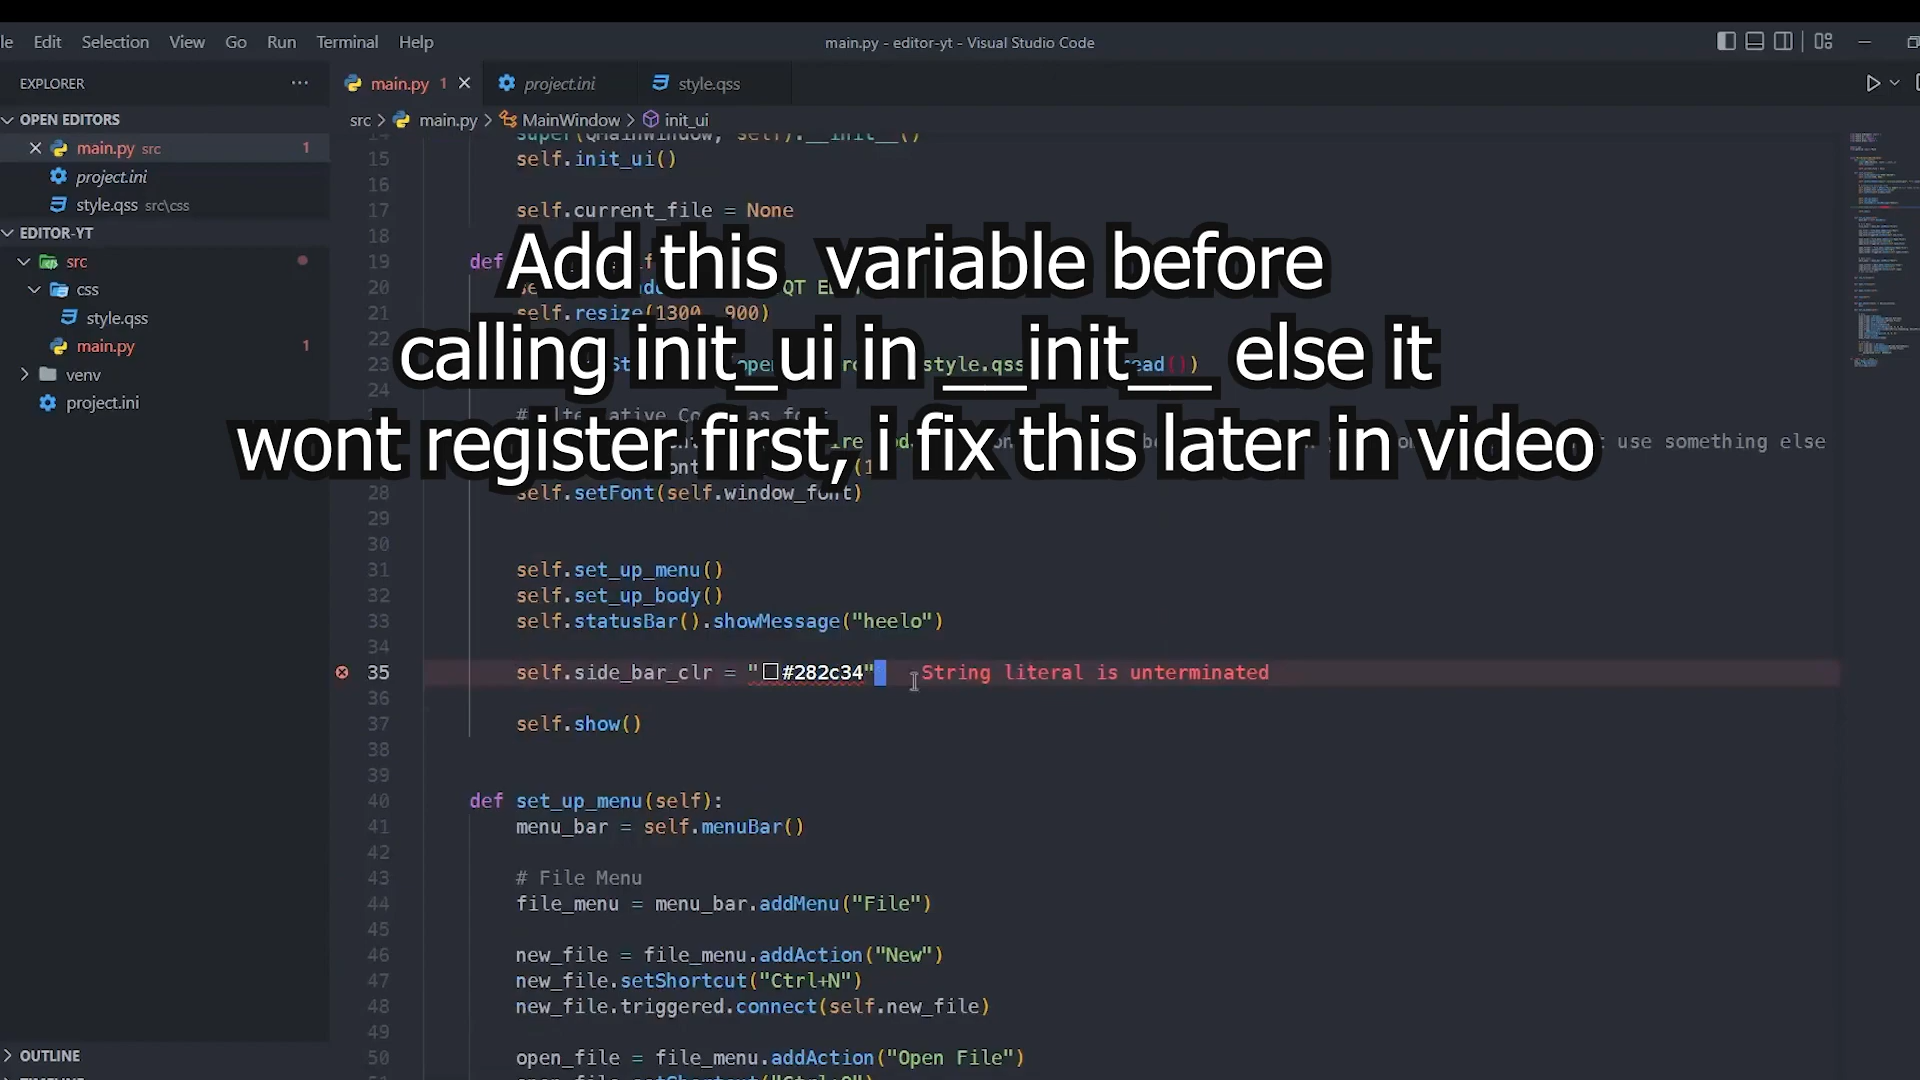 le Edit Selection View Go Run Terminal Help
main.py - editor-yt - Visual Studio Code
EXPLORER
main.py 1
project.ini
style.qss
OPEN EDITORS
src > main.py > MainWindow > init_ui
main.py src 1
project.ini
style.qss src\css
EDITOR-YT
src
css
style.qss
main.py 1
venv
project.ini
OUTLINE
Add this variable before
calling init_ui in __init__ else it
wont register first, i fix this later in video
super(QMainWindow, self).__init__()
15 self.init_ui()
16
17 self.current_file = None
18
19 def
20 QT
21 self.resize(1300, 900)
22
23 style.qss
24
use something else
28 self.setFont(self.window_font)
29
30
31 self.set_up_menu()
32 self.set_up_body()
33 self.statusBar().showMessage("heelo")
34
35 self.side_bar_clr = "#282c34" String literal is unterminated
36
37 self.show()
38
39
40 def set_up_menu(self):
41 menu_bar = self.menuBar()
42
43 # File Menu
44 file_menu = menu_bar.addMenu("File")
45
46 new_file = file_menu.addAction("New")
47 new_file.setShortcut("Ctrl+N")
48 new_file.triggered.connect(self.new_file)
49
50 open_file = file_menu.addAction("Open File")